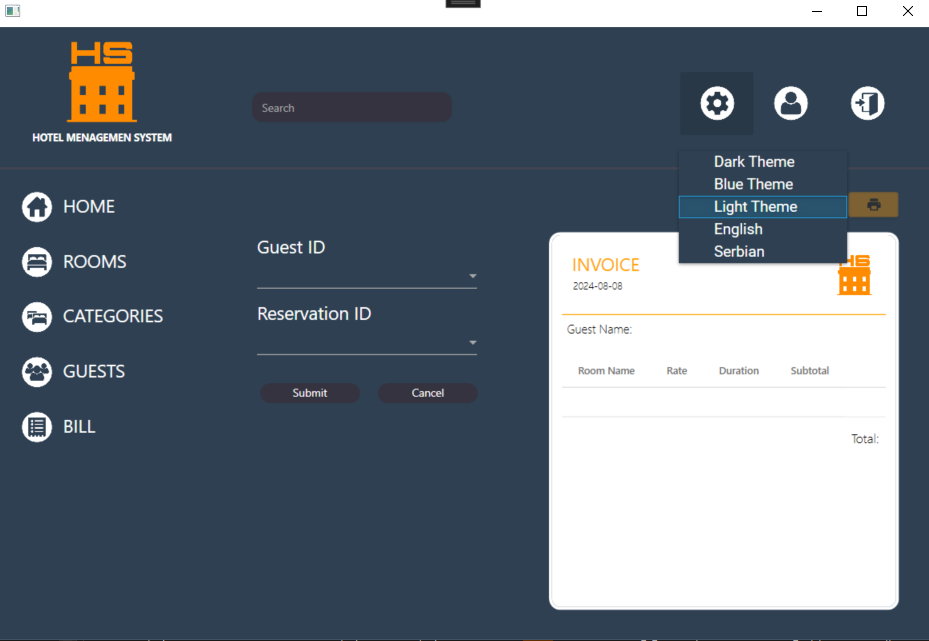 HS
HOTEL MENAGEMEN SYSTEM
Search
Dark Theme
Blue Theme
Light Theme
English
Serbian
HOME
ROOMS
CATEGORIES
GUESTS
BILL
Guest ID
Reservation ID
Submit
Cancel
INVOICE
HS
2024-08-08
Guest Name:
Room Name Rate Duration Subtotal
Total: